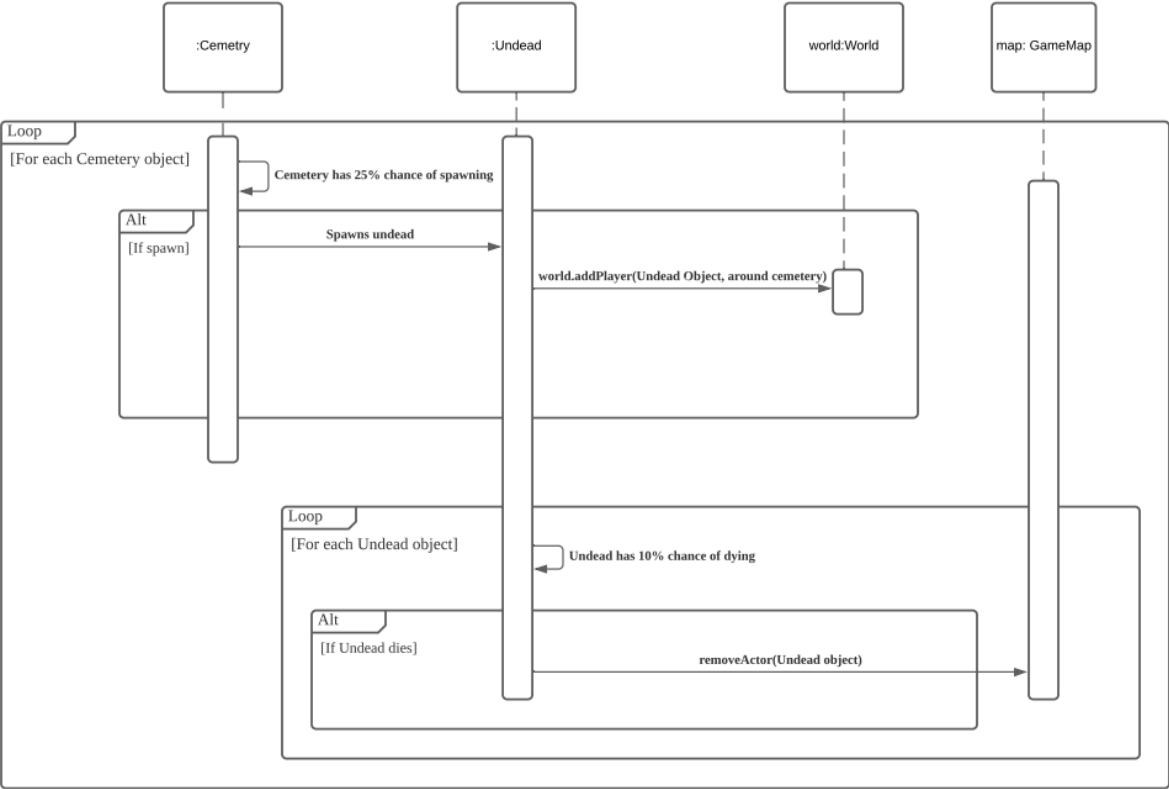 :Cemetry
:Undead
world:World
map: GameMap
Loop
[For each Cemetery object]
Cemetery has 25% chance of spawning
Alt
[If spawn]
Spawns undead
world.addPlayer(Undead Object, around cemetery)
Loop
[For each Undead object]
Undead has 10% chance of dying
Alt
[If Undead dies]
removeActor(Undead object)